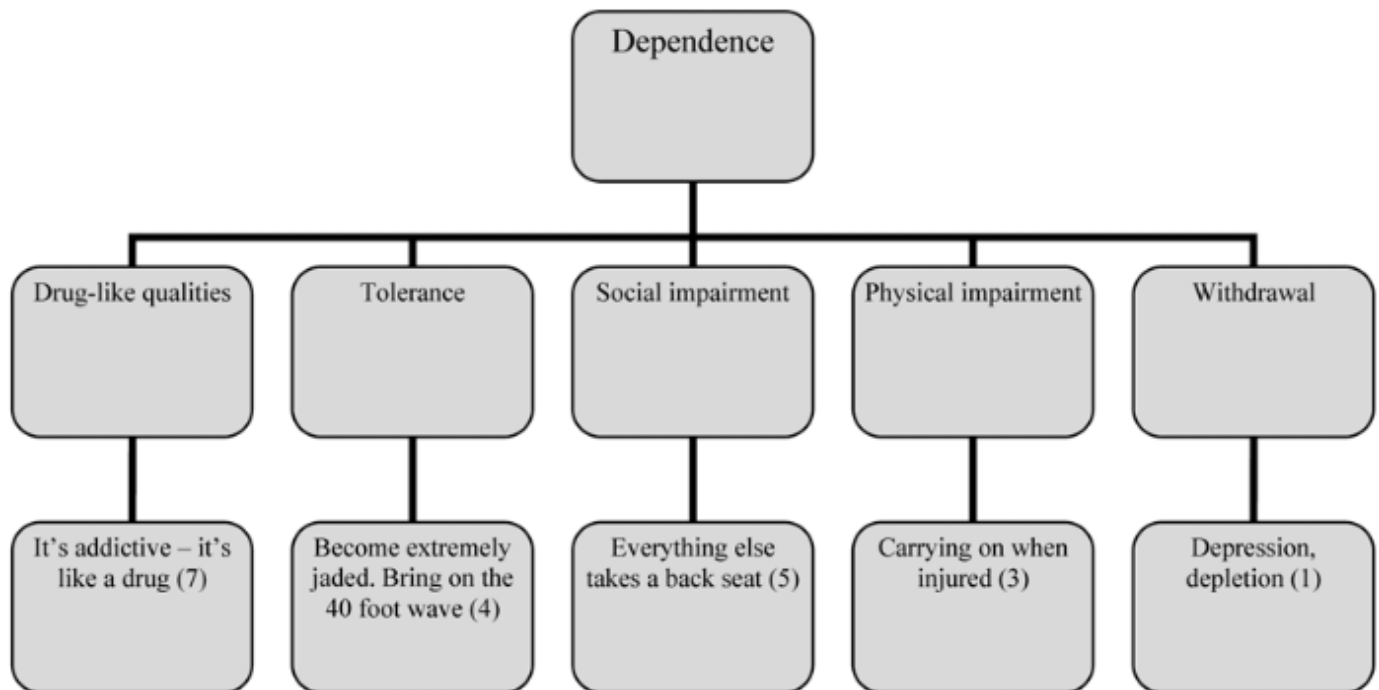 Dependence
Drug-like qualities
Tolerance
Social impairment
Physical impairment
Withdrawal
It’s addictive – it’s
like a drug (7)
Become extremely
jaded. Bring on the
40 foot wave (4)
Everything else
takes a back seat (5)
Carrying on when
injured (3)
Depression,
depletion (1)